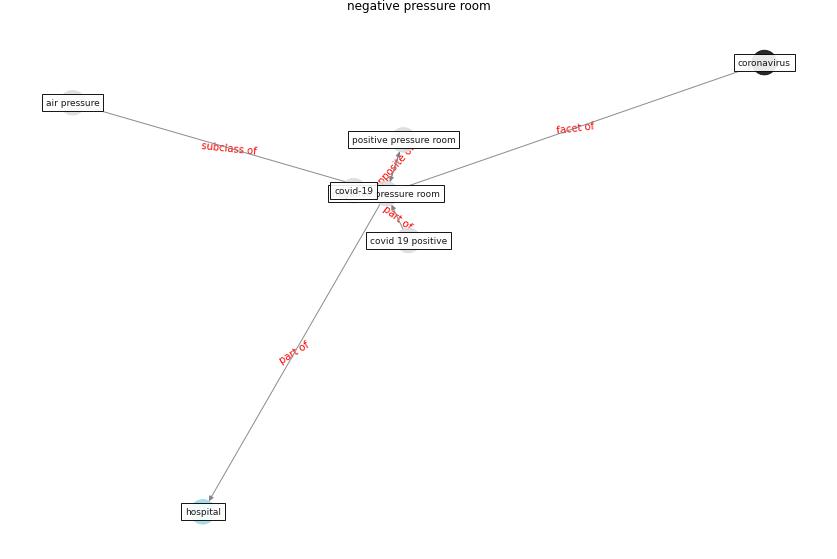 negative pressure room
coronavirus
air pressure
facet of
positive pressure room
subclass of
opposite of
covid-19
pressure room
part of
covid 19 positive
part of
hospital